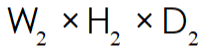 W₂ × H₂ × D₂